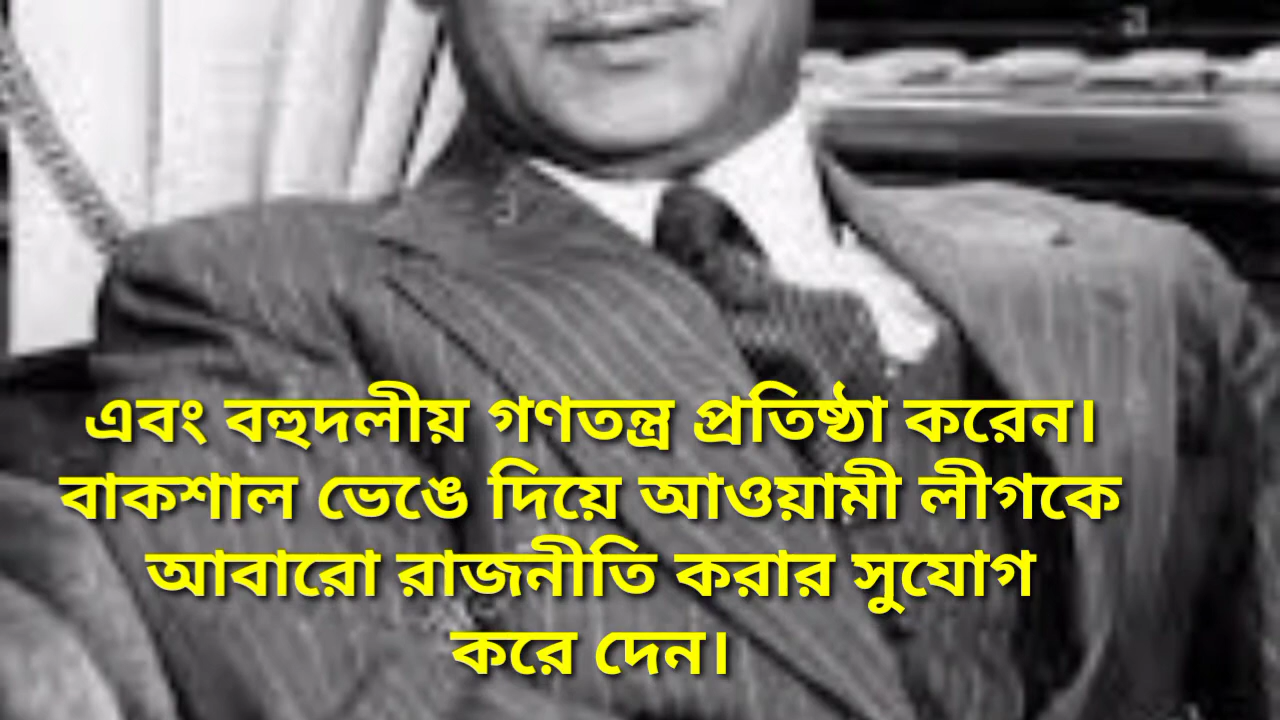 এবং বহুদলীয় গণতন্ত্র প্রতিষ্ঠা করেন।
বাকশাল ভেঙে দিয়ে আওয়ামী লীগকে
আবারো রাজনীতি করার সুযোগ
করে দেন।